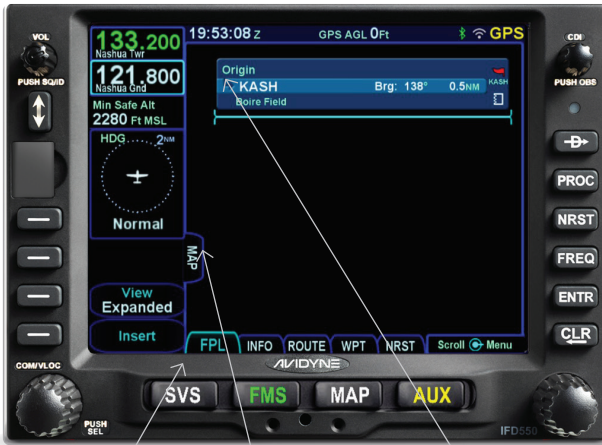 VOL
PUSH SQ/ID
133.200
Nashua Twr
121.800
Nashua Gnd
Min Safe Alt
2280 Ft MSL
HDG 2NM
Normal
View
Expanded
Insert
19:53:08 Z GPS AGL 0Ft GPS
Origin
KASH Brg: 138° 0.5NM KASH
Boire Field
MAP
FPL INFO ROUTE WPT NRST Scroll Menu
AVIDYNE
CDI
PUSH OBS
D
PROC
NRST
FREQ
ENTR
CLR
COM/VLOC
PUSH
SEL
SVS FMS MAP AUX
IFD550